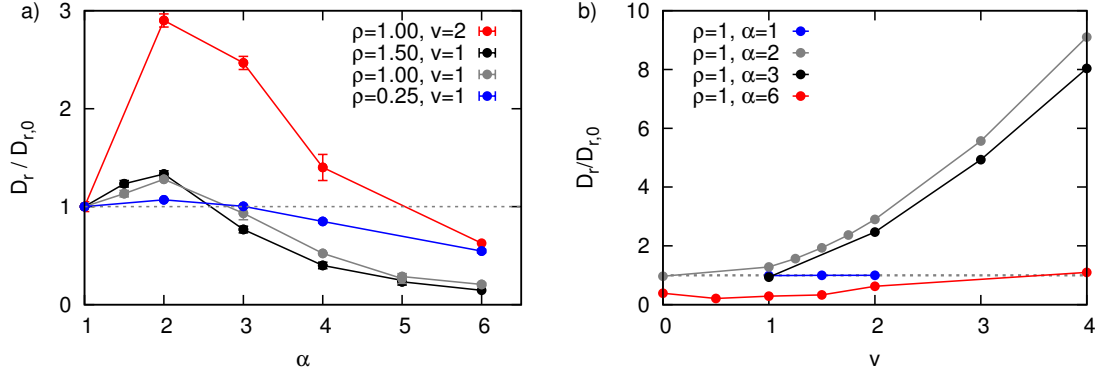 a)
D_r / D_{r,0}
3
2
1
0
ρ=1.00, v=2
ρ=1.50, v=1
ρ=1.00, v=1
ρ=0.25, v=1
1 2 3 4 5 6
α
b)
D_r/D_{r,0}
10
8
6
4
2
0
ρ=1, α=1
ρ=1, α=2
ρ=1, α=3
ρ=1, α=6
0 1 2 3 4
v